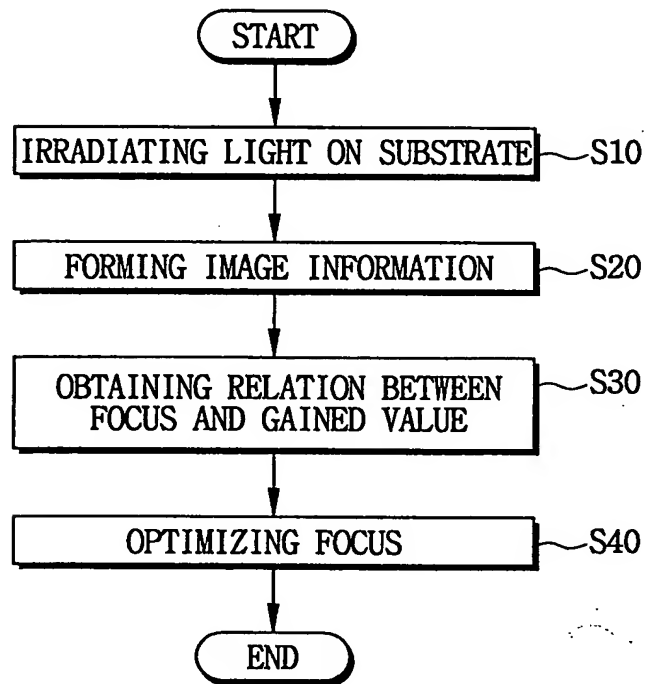 START
IRRADIATING LIGHT ON SUBSTRATE
S10
FORMING IMAGE INFORMATION
S20
OBTAINING RELATION BETWEEN
FOCUS AND GAINED VALUE
S30
OPTIMIZING FOCUS
S40
END